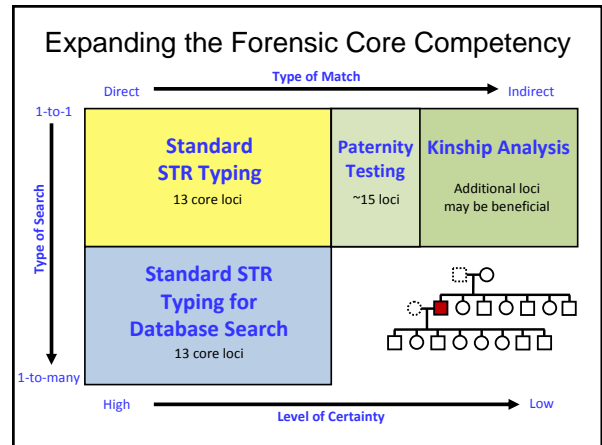 Expanding the Forensic Core Competency
Type of Match
Direct
Indirect
1-to-1
Type of Search
1-to-many
Standard
STR Typing
13 core loci
Paternity
Testing
~15 loci
Kinship Analysis
Additional loci
may be beneficial
Standard STR
Typing for
Database Search
13 core loci
High
Low
Level of Certainty